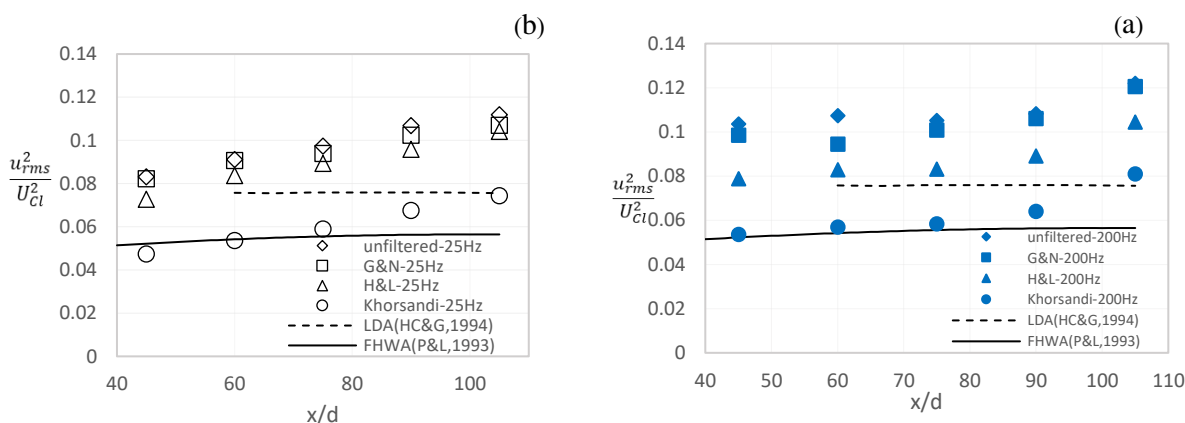 (b)
0.14
0.12
0.1
0.08
0.06
0.04
0.02
0
u²rms
U²Cl
unfiltered-25Hz
G&N-25Hz
H&L-25Hz
Khorsandi-25Hz
LDA(HC&G,1994)
FHWA(P&L,1993)
40 60 80 100
x/d
(a)
0.14
0.12
0.1
0.08
0.06
0.04
0.02
0
u²rms
U²Cl
unfiltered-200Hz
G&N-200Hz
H&L-200Hz
Khorsandi-200Hz
LDA(HC&G,1994)
FHWA(P&L,1993)
40 50 60 70 80 90 100 110
x/d